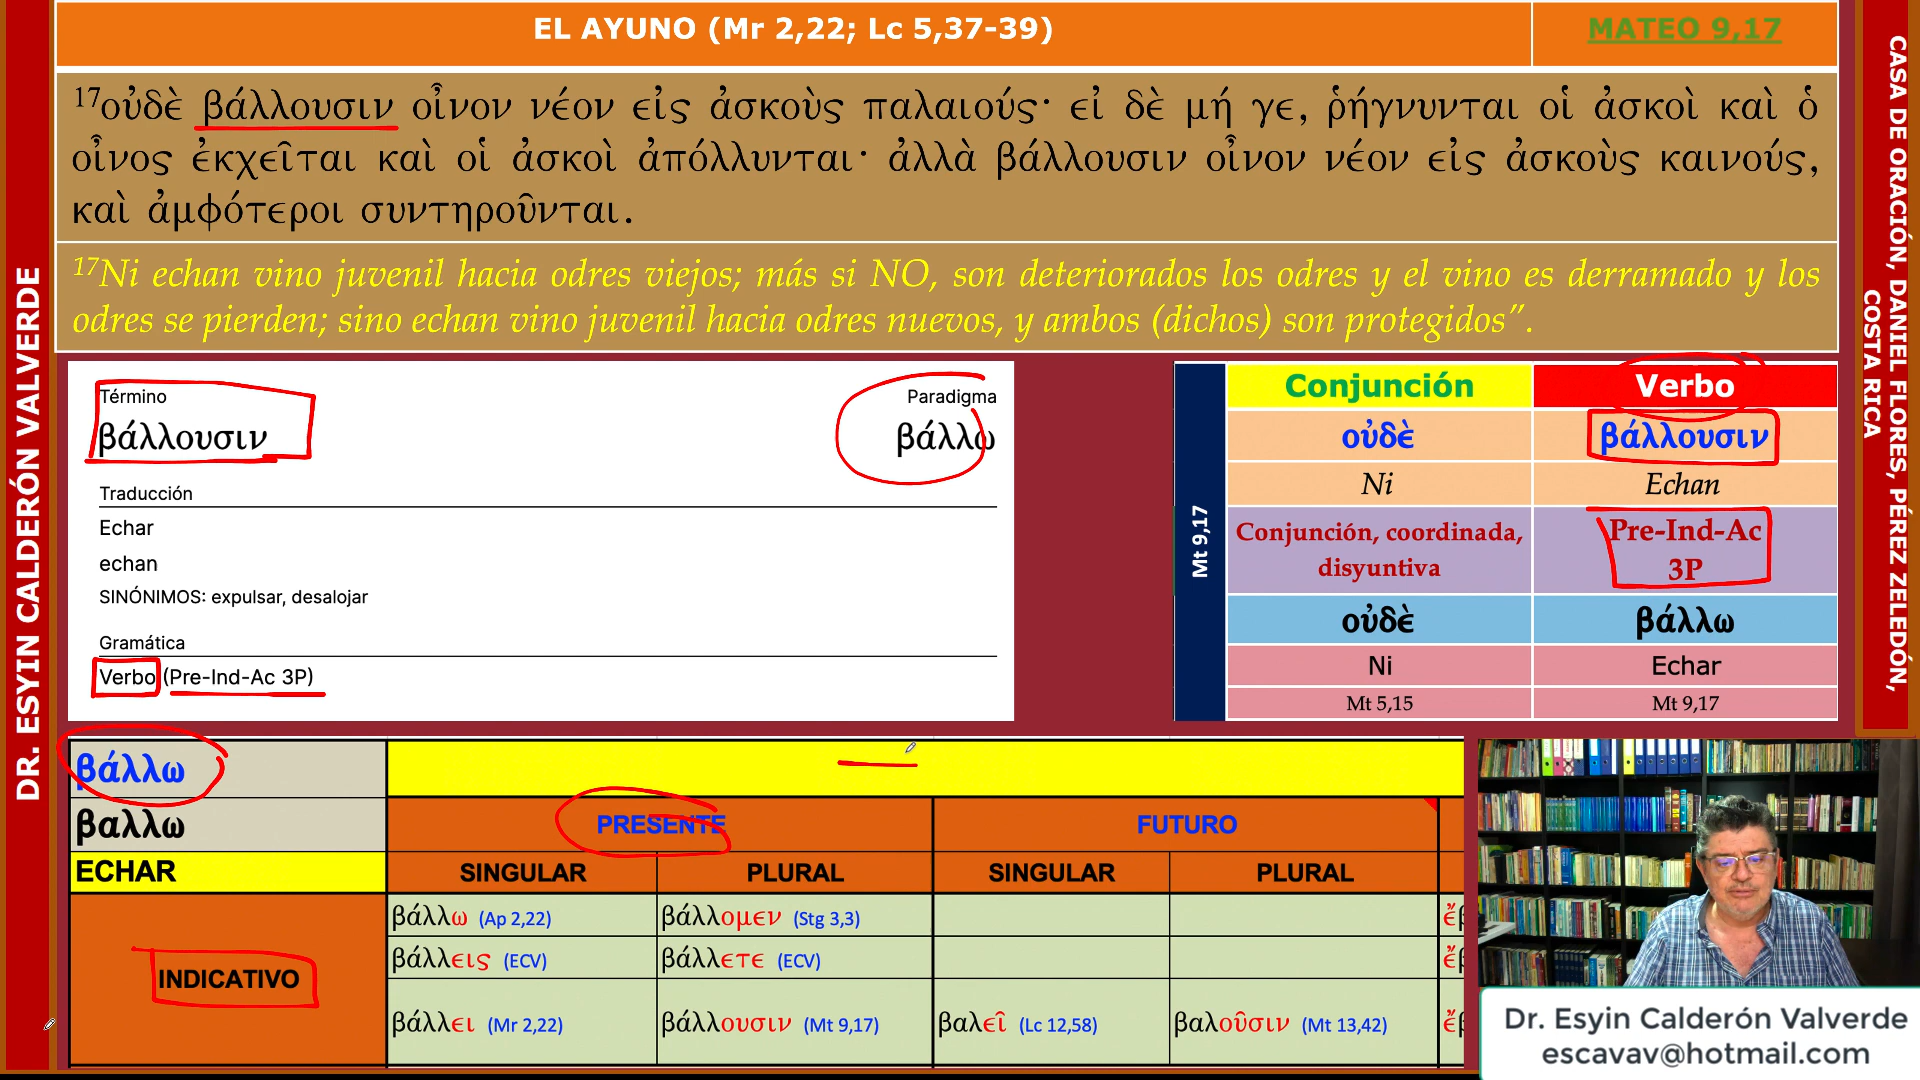 EL AYUNO (Mr 2,22; Lc 5,37-39)
MATEO 9,17
¹⁷οὐδὲ βάλλουσιν οἶνον νέον εἰς ἀσκοὺς παλαιούς· εἰ δὲ μή γε, ῥήγνυνται οἱ ἀσκοὶ καὶ ὁ
οἶνος ἐκχεῖται καὶ οἱ ἀσκοὶ ἀπόλλυνται· ἀλλὰ βάλλουσιν οἶνον νέον εἰς ἀσκοὺς καινούς,
καὶ ἀμφότεροι συντηροῦνται.
¹⁷Ni echan vino juvenil hacia odres viejos; más si NO, son deteriorados los odres y el vino es derramado y los
odres se pierden; sino echan vino juvenil hacia odres nuevos, y ambos (dichos) son protegidos”.
DR. ESYIN CALDERÓN VALVERDE
CASA DE ORACIÓN, DANIEL FLORES, PÉREZ ZELEDÓN,
COSTA RICA
Término
Paradigma
βάλλουσιν
βάλλω
Traducción
Echar
echan
SINÓNIMOS: expulsar, desalojar
Gramática
Verbo (Pre-Ind-Ac 3P)
Mt 9,17
Conjunción
Verbo
οὐδὲ
βάλλουσιν
Ni
Echan
Conjunción, coordinada,
disyuntiva
Pre-Ind-Ac
3P
οὐδὲ
βάλλω
Ni
Echar
Mt 5,15
Mt 9,17
βάλλω
βαλλω
PRESENTE
FUTURO
ECHAR
SINGULAR
PLURAL
SINGULAR
PLURAL
INDICATIVO
βάλλω (Ap 2,22)
βάλλομεν (Stg 3,3)
ἔβ
βάλλεις (ECV)
βάλλετε (ECV)
ἔβ
βάλλει (Mr 2,22)
βάλλουσιν (Mt 9,17)
βαλεῖ (Lc 12,58)
βαλοῦσιν (Mt 13,42)
ἔβ
Dr. Esyin Calderón Valverde
escavav@hotmail.com